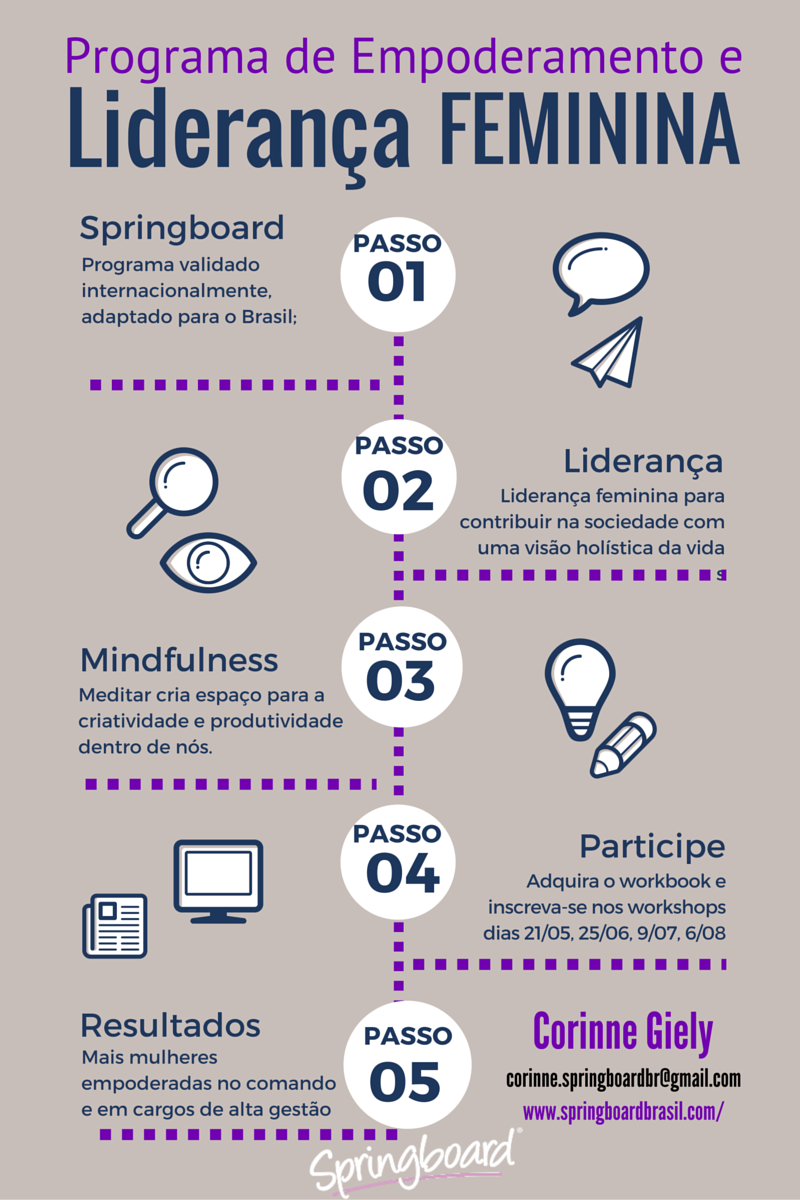 Programa de Empoderamento e
Liderança FEMININA
Springboard
Programa validado
internacionalmente,
adaptado para o Brasil;
PASSO
01
PASSO
02
Liderança
Liderança feminina para
contribuir na sociedade com
uma visão holística da vida
s
Mindfulness
Meditar cria espaço para a
criatividade e produtividade
dentro de nós.
PASSO
03
PASSO
04
Participe
Adquira o workbook e
inscreva-se nos workshops
dias 21/05, 25/06, 9/07, 6/08
Resultados
Mais mulheres
empoderadas no comando
e em cargos de alta gestão
PASSO
05
Corinne Giely
corinne.springboardbr@gmail.com
www.springboardbrasil.com/
Springboard